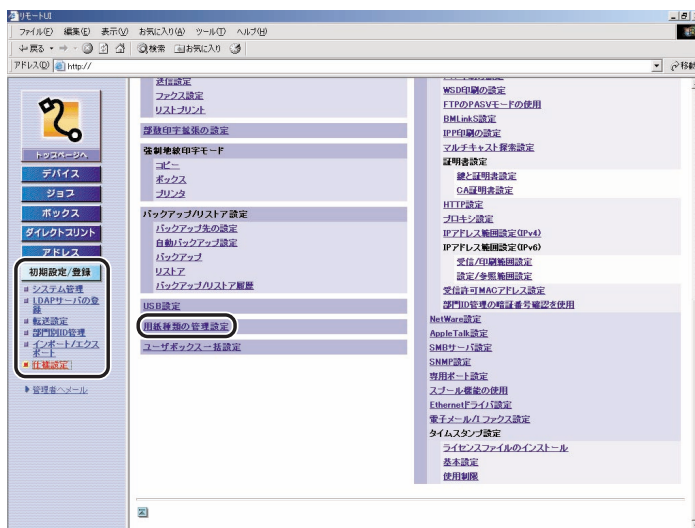 リモートUI
ファイル(F) 編集(E) 表示(V) お気に入り(A) ツール(T) ヘルプ(H)
戻る 検索 お気に入り
アドレス(D) http:// 移動
トップページへ
デバイス
ジョブ
ボックス
ダイレクトプリント
アドレス
初期設定/登録
システム管理
LDAPサーバの登
録
転送設定
部門別ID管理
インポート/エクス
ポート
仕様設定
管理者へメール
送信設定
ファクス設定
リストプリント
部数印字拡張の設定
強制地紋印字モード
コピー
ボックス
プリンタ
バックアップ/リストア設定
バックアップ先の設定
自動バックアップ設定
バックアップ
リストア
バックアップ/リストア履歴
USB設定
用紙種類の管理設定
ユーザボックス一括設定
WSD印刷の設定
FTPのPASVモードの使用
BMLinkS設定
IPP印刷の設定
マルチキャスト探索設定
証明書設定
鍵と証明書設定
CA証明書設定
HTTP設定
プロキシ設定
IPアドレス範囲設定(IPv4)
IPアドレス範囲設定(IPv6)
受信/印刷範囲設定
設定/参照範囲設定
受信許可MACアドレス設定
部門ID管理の暗証番号確認を使用
NetWare設定
AppleTalk設定
SMBサーバ設定
SNMP設定
専用ポート設定
スプール機能の使用
Ethernetドライバ設定
電子メール/I ファクス設定
タイムスタンプ設定
ライセンスファイルのインストール
基本設定
使用制限